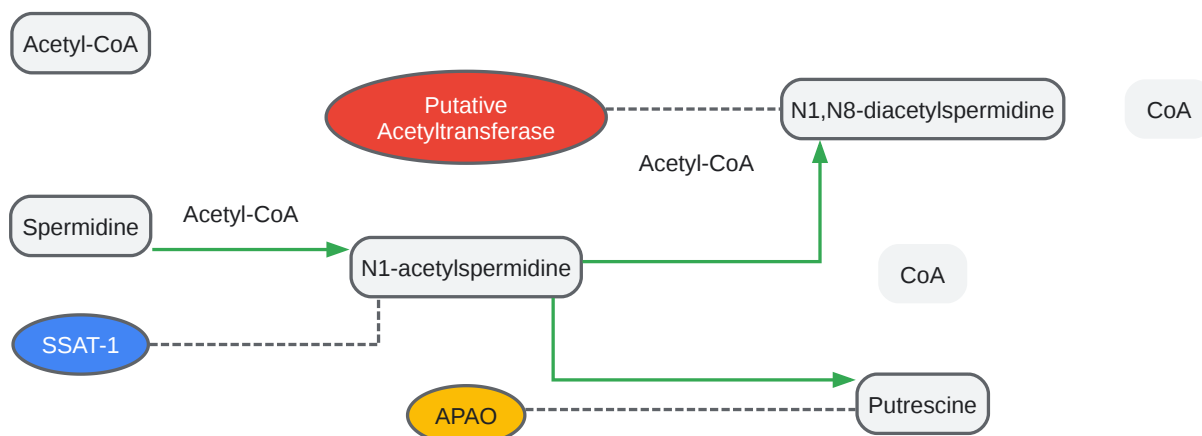 Acetyl-CoA
Putative
Acetyltransferase
N1,N8-diacetylspermidine
CoA
Acetyl-CoA
Spermidine
Acetyl-CoA
N1-acetylspermidine
CoA
SSAT-1
APAO
Putrescine